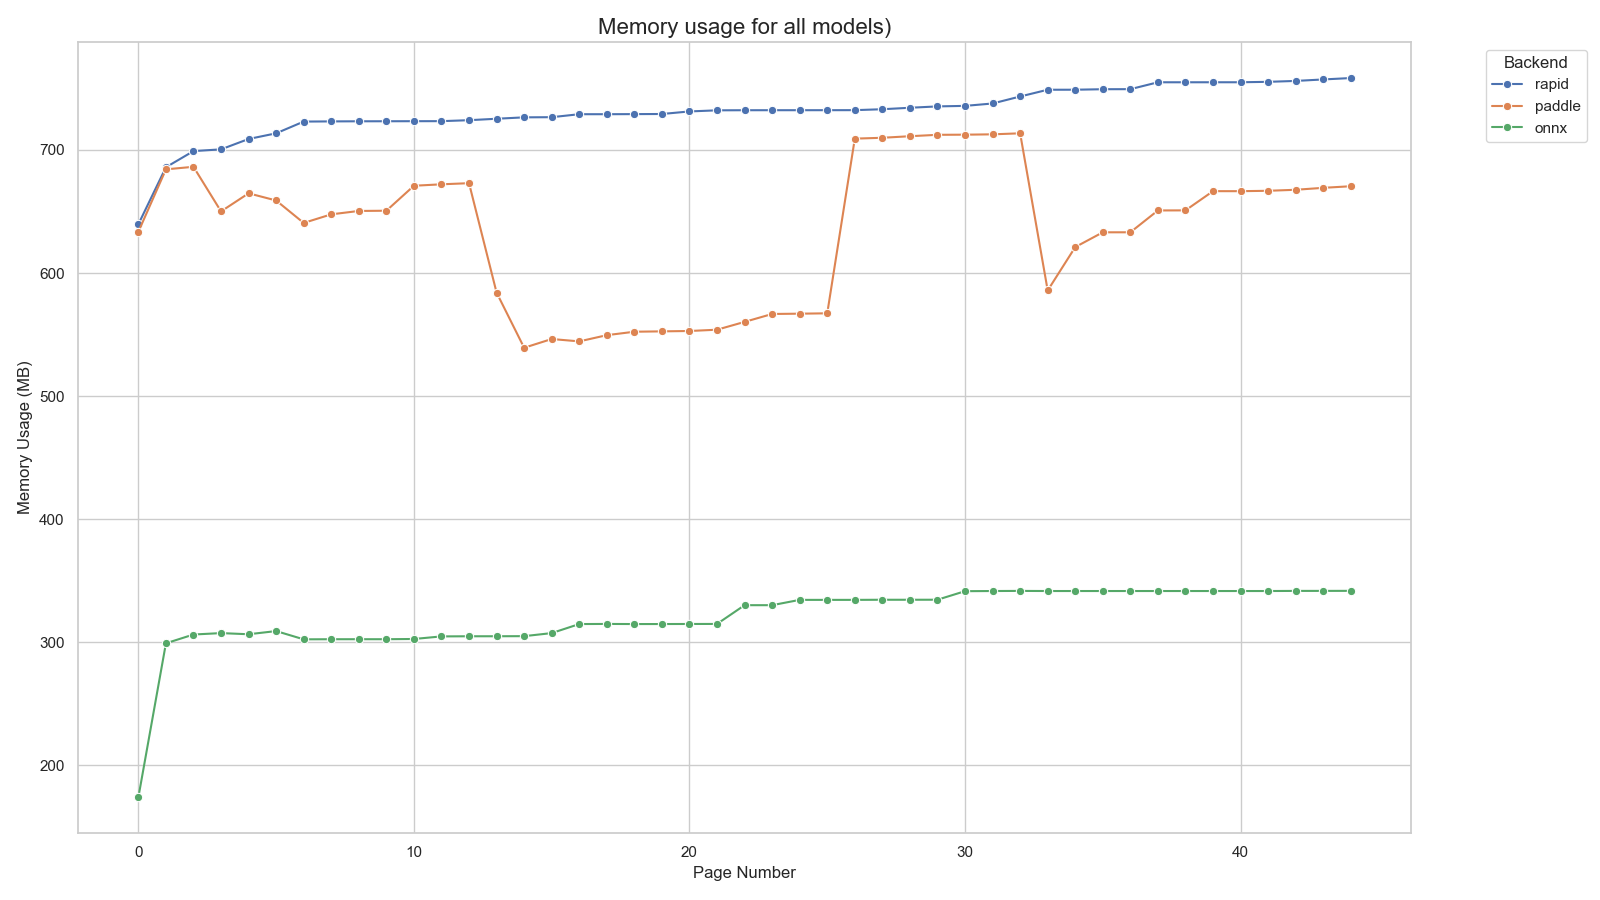 Memory usage for all models)
Backend
rapid
paddle
onnx
Memory Usage (MB)
700
600
500
400
300
200
0
10
20
30
40
Page Number